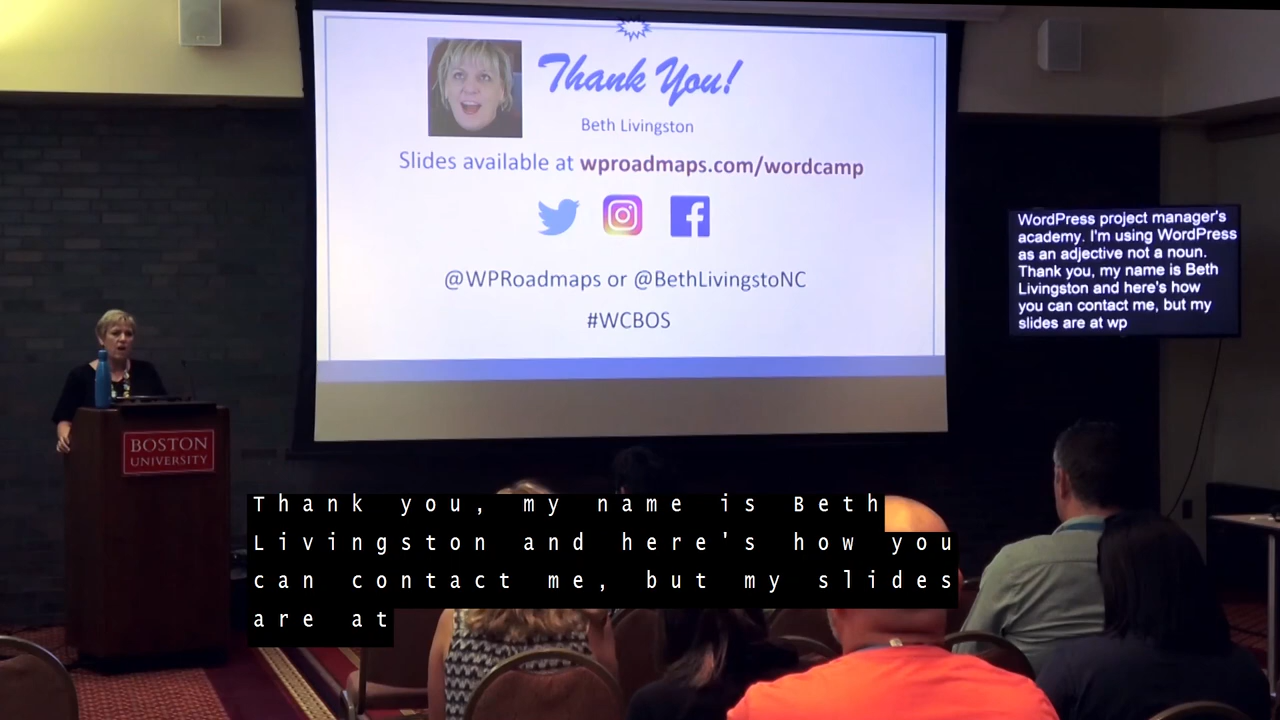 Thank You!
Beth Livingston
Slides available at wproadmaps.com/wordcamp
@WPRoadmaps or @BethLivingstoNC
#WCBOS
WordPress project manager's
academy. I'm using WordPress
as an adjective not a noun.
Thank you, my name is Beth
Livingston and here's how
you can contact me, but my
slides are at wp
BOSTON
UNIVERSITY
Thank you, my name is Beth
Livingston and here's how you
can contact me, but my slides
are at